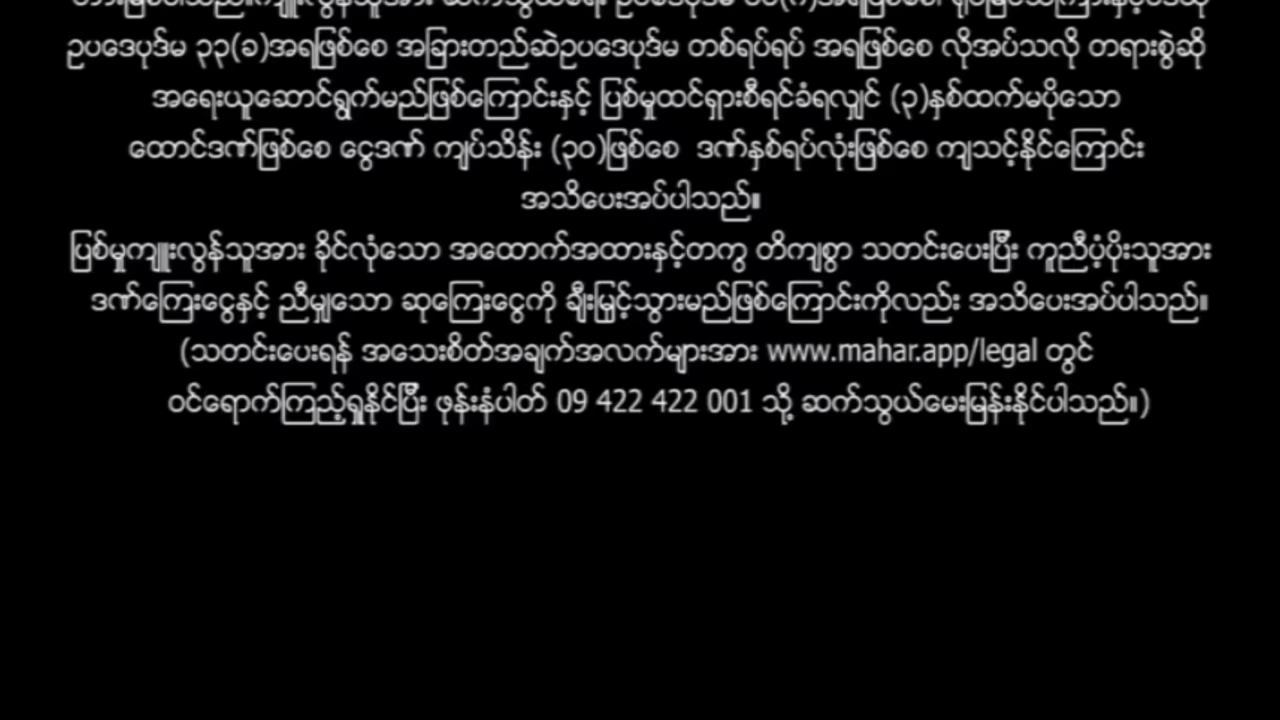 ဥပဒေပုဒ်မ ၃၃(ခ)အရဖြစ်စေ အခြားတည်ဆဲဥပဒေပုဒ်မ တစ်ရပ်ရပ် အရဖြစ်စေ လိုအပ်သလို တရားစွဲဆို
အရေးယူဆောင်ရွက်မည်ဖြစ်ကြောင်းနှင့် ပြစ်မှုထင်ရှားစီရင်ခံရလျှင် (၃)နှစ်ထက်မပိုသော
ထောင်ဒဏ်ဖြစ်စေ ငွေဒဏ် ကျပ်သိန်း (၃၀)ဖြစ်စေ ဒဏ်နှစ်ရပ်လုံးဖြစ်စေ ကျသင့်နိုင်ကြောင်း
အသိပေးအပ်ပါသည်။
ပြစ်မှုကျူးလွန်သူအား ခိုင်လုံသော အထောက်အထားနှင့်တကွ တိကျစွာ သတင်းပေးပြီး ကူညီပံ့ပိုးသူအား
ဒဏ်ကြေးငွေနှင့် ညီမျှသော ဆုကြေးငွေကို ချီးမြှင့်သွားမည်ဖြစ်ကြောင်းကိုလည်း အသိပေးအပ်ပါသည်။
(သတင်းပေးရန် အသေးစိတ်အချက်အလက်များအား www.mahar.app/legal တွင်
ဝင်ရောက်ကြည့်ရှုနိုင်ပြီး ဖုန်းနံပါတ် 09 422 422 001 သို့ ဆက်သွယ်မေးမြန်းနိုင်ပါသည်။)